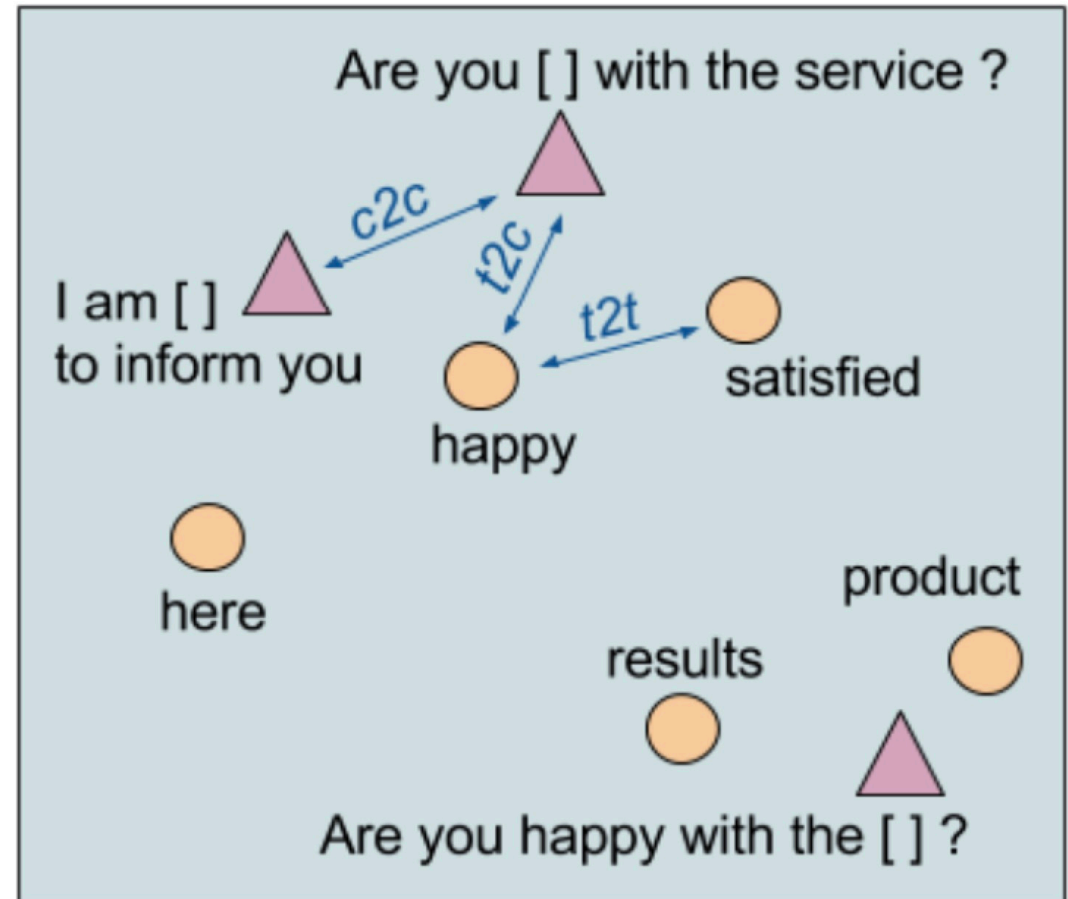 Are you [ ] with the service ?
c2c
t2c
I am [ ]
to inform you
t2t
satisfied
happy
here
product
results
Are you happy with the [ ] ?